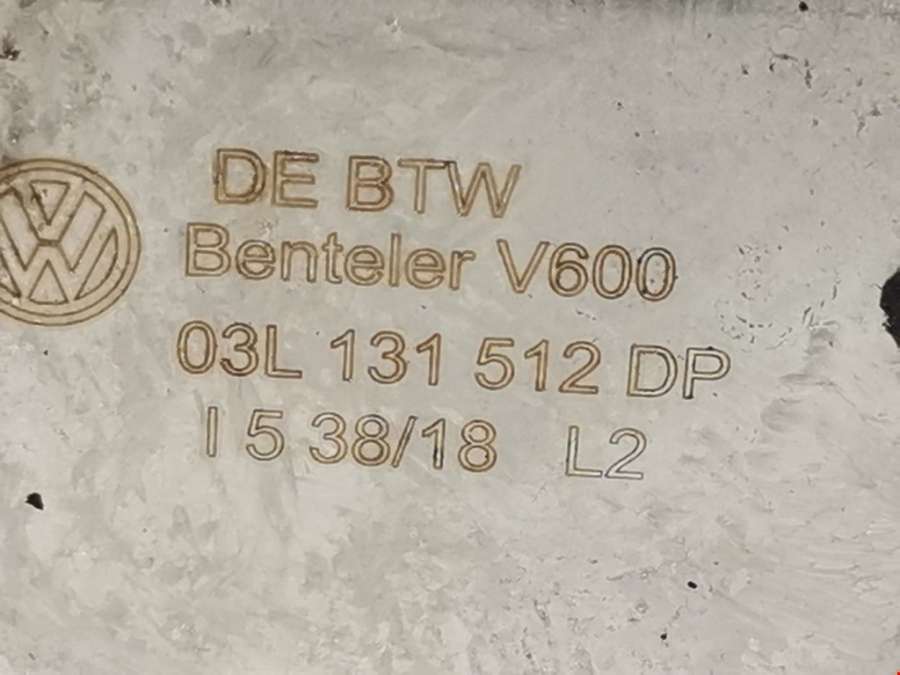 DE BTW
Benteler V600
03L 131 512 DP
I 5 38/18 L2